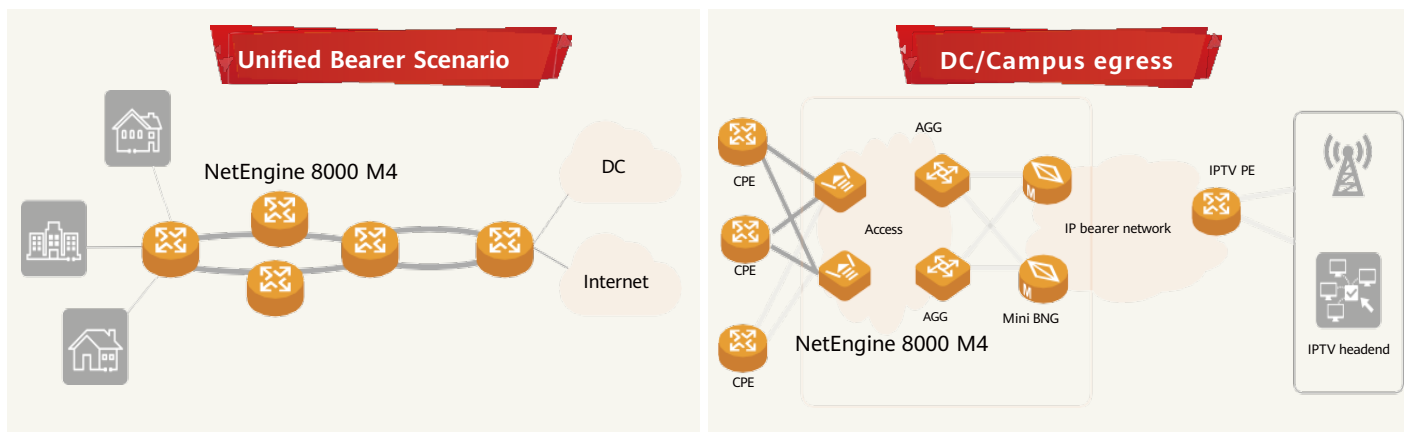 Unified Bearer Scenario
NetEngine 8000 M4
DC
Internet
DC/Campus egress
AGG
CPE
IPTV PE
M
CPE
Access
IP bearer network
M
AGG
Mini BNG
NetEngine 8000 M4
CPE
IPTV headend